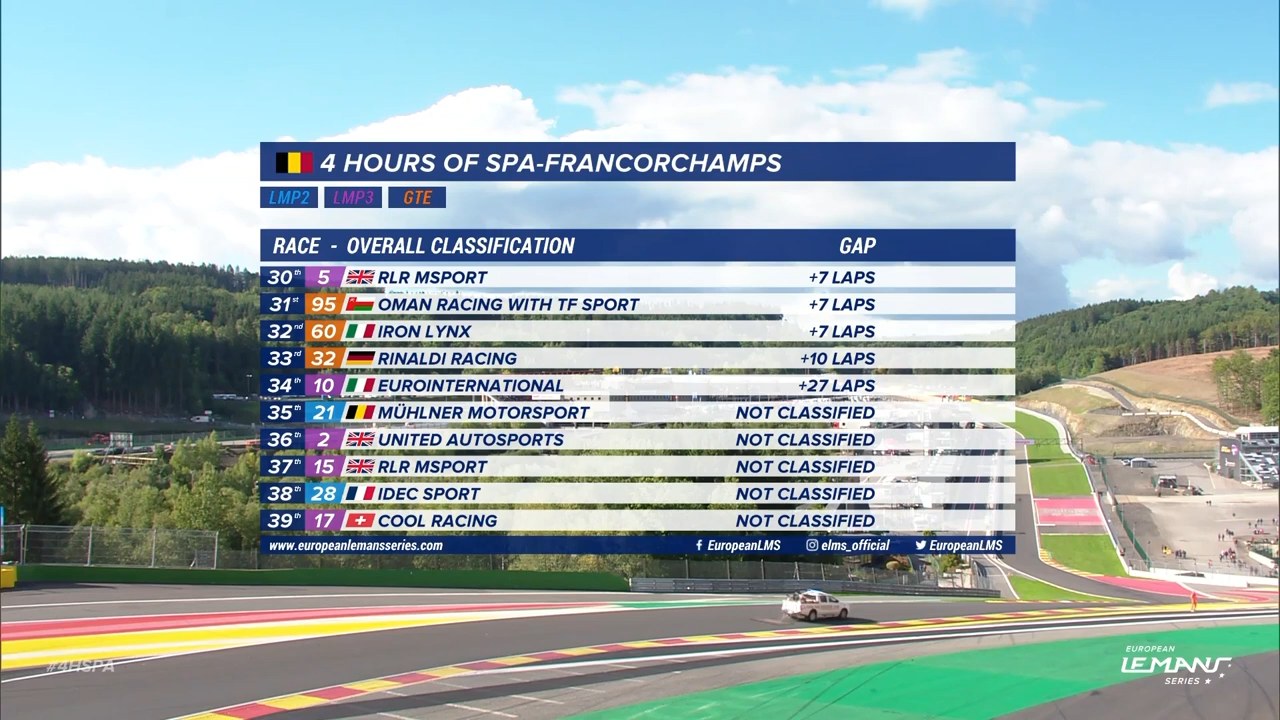 4 HOURS OF SPA-FRANCORCHAMPS
LMP2 LMP3 GTE
RACE - OVERALL CLASSIFICATION GAP
30th 5 RLR MSPORT +7 LAPS
31st 95 OMAN RACING WITH TF SPORT +7 LAPS
32nd 60 IRON LYNX +7 LAPS
33rd 32 RINALDI RACING +10 LAPS
34th 10 EUROINTERNATIONAL +27 LAPS
35th 21 MÜHLNER MOTORSPORT NOT CLASSIFIED
36th 2 UNITED AUTOSPORTS NOT CLASSIFIED
37th 15 RLR MSPORT NOT CLASSIFIED
38th 28 IDEC SPORT NOT CLASSIFIED
39th 17 COOL RACING NOT CLASSIFIED
www.europeanlemansseries.com EuropeanLMS elms_official EuropeanLMS
#4HSPA
EUROPEAN
LEMANS
SERIES